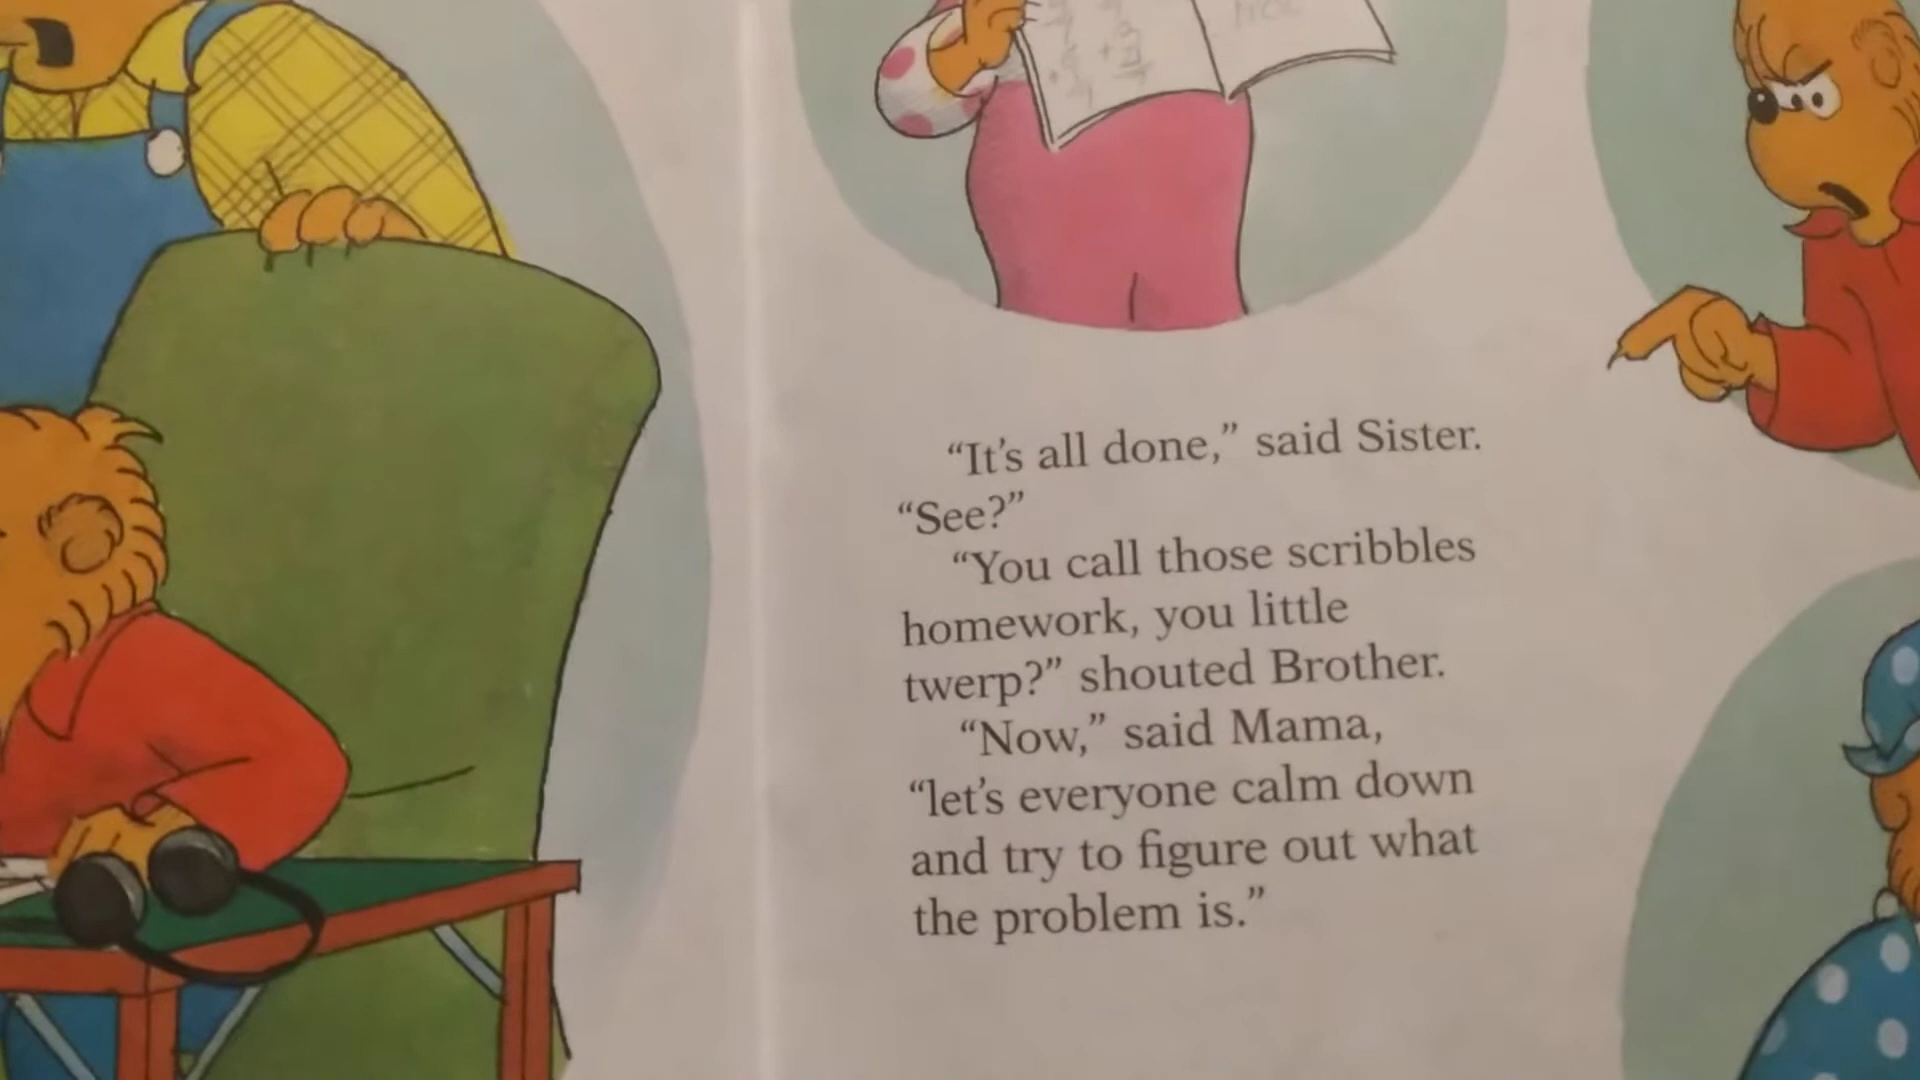 “It's all done,” said Sister.
“See?”
“You call those scribbles
homework, you little
twerp?” shouted Brother.
“Now,” said Mama,
“let's everyone calm down
and try to figure out what
the problem is.”